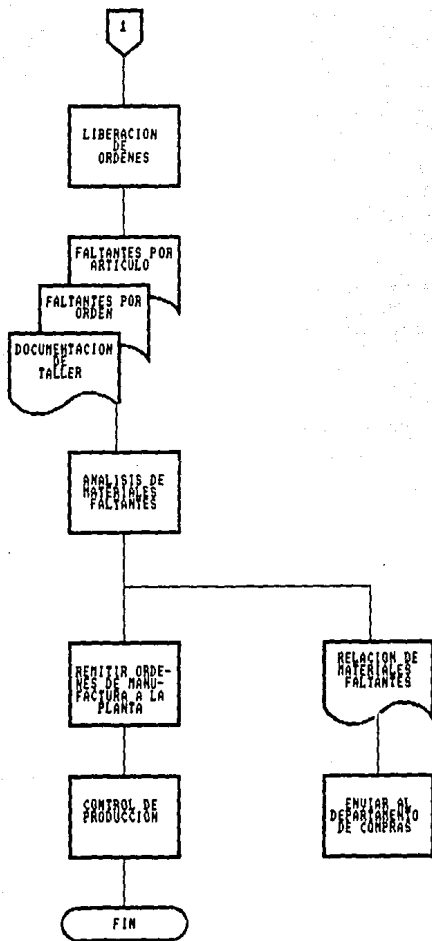 1
LIBERACION
DE
ORDENES
FALTANTES POR
ARTICULO
FALTANTES POR
ORDEN
DOCUMENTACION
DE
TALLER
ANALISIS DE
MATERIALES
FALTANTES
REMITIR ORDE-
NES DE MANU-
FACTURA A LA
PLANTA
RELACION DE
MATERIALES
FALTANTES
CONTROL DE
PRODUCCION
ENVIAR AL
DEPARTAMENTO
DE COMPRAS
FIN